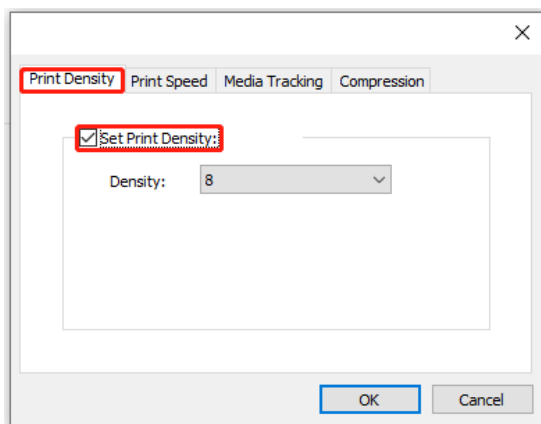 Print Density Print Speed Media Tracking Compression
Set Print Density:
Density: 8
OK Cancel